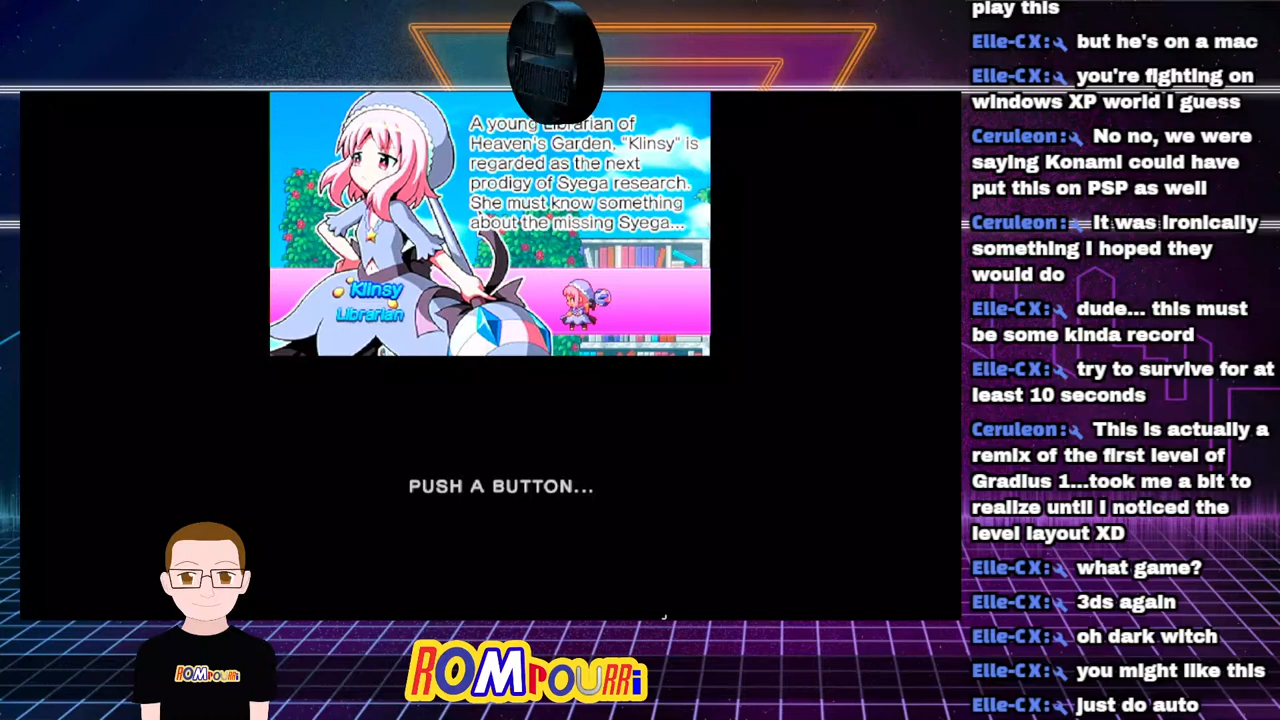 A young Librarian of
Heaven's Garden, "Klinsy" is
regarded as the next
prodigy of Syega research.
She must know something
about the missing Syega...
Klinsy
Librarian
PUSH A BUTTON...
ROMPOURRi
ROMPOURRi
play this
Elle-CX: but he's on a mac
Elle-CX: you're fighting on
windows XP world I guess
Ceruleon: No no, we were
saying Konami could have
put this on PSP as well
Ceruleon: It was ironically
something I hoped they
would do
Elle-CX: dude... this must
be some kinda record
Elle-CX: try to survive for at
least 10 seconds
Ceruleon: This is actually a
remix of the first level of
Gradius 1...took me a bit to
realize until I noticed the
level layout XD
Elle-CX: what game?
Elle-CX: 3ds again
Elle-CX: oh dark witch
Elle-CX: you might like this
Elle-CX: just do auto